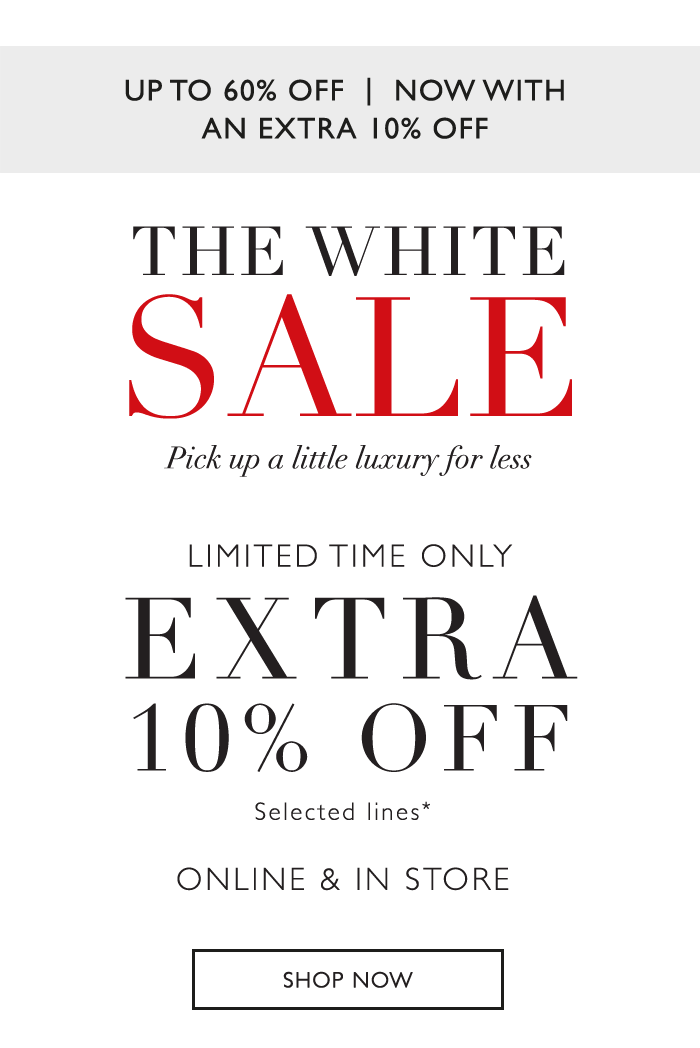 UP TO 60% OFF | NOW WITH
AN EXTRA 10% OFF
THE WHITE
SALE
Pick up a little luxury for less
LIMITED TIME ONLY
EXTRA
10% OFF
Selected lines*
ONLINE & IN STORE
SHOP NOW